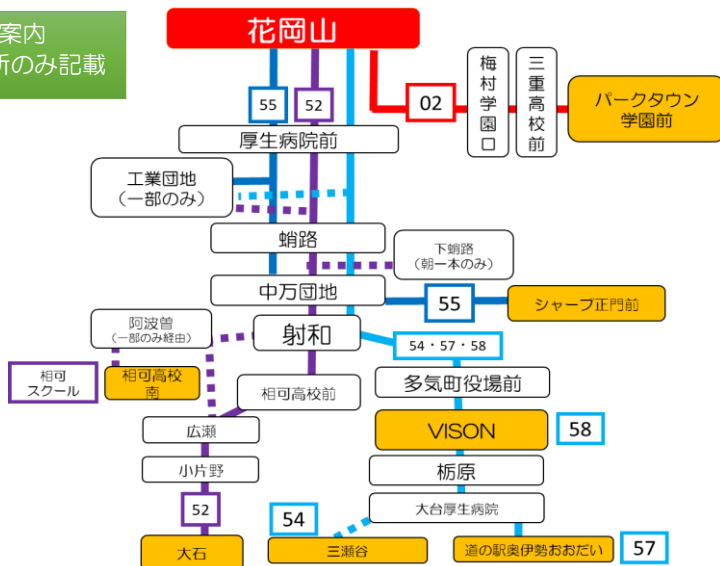 案内
所のみ記載
花岡山
55
52
02
梅村学園口
三重高校前
パークタウン
学園前
厚生病院前
工業団地
(一部のみ)
蛸路
下蛸路
(朝一本のみ)
中万団地
55
シャープ正門前
阿波曽
(一部のみ経由)
射和
54・57・58
相可
スクール
相可高校
南
相可高校前
多気町役場前
広瀬
VISON
58
小片野
栃原
52
54
大台厚生病院
大石
三瀬谷
道の駅奥伊勢おおだい
57